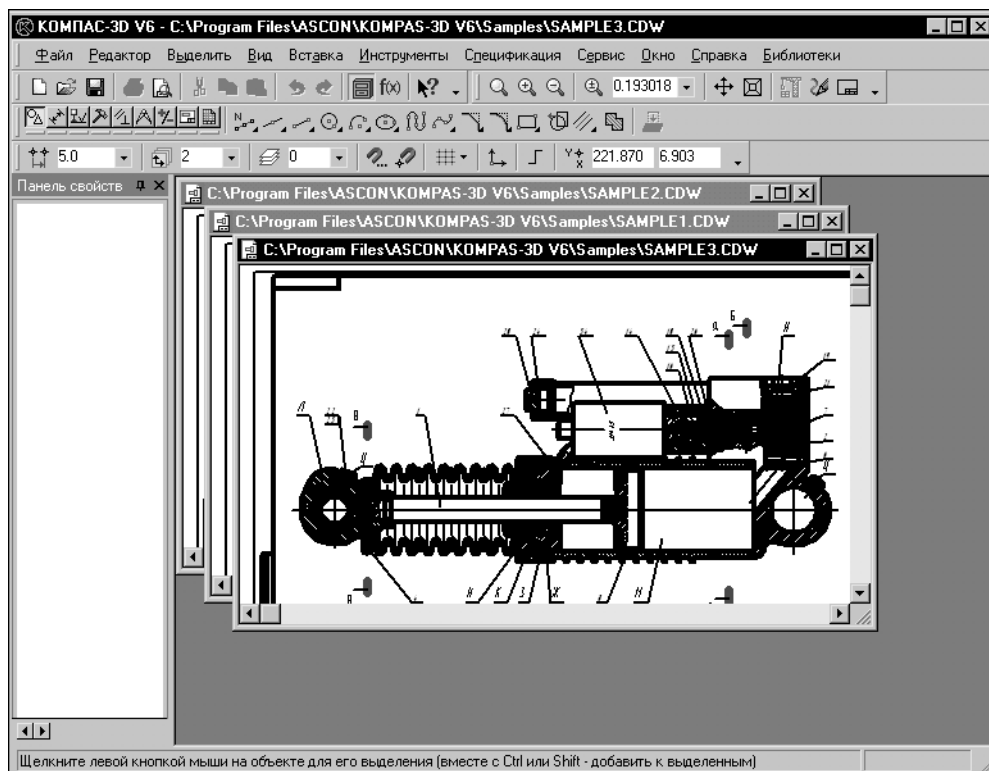 КОМПАС-3D V6 - C:\Program Files\ASCON\KOMPAS-3D V6\Samples\SAMPLE3.CDW
Файл Редактор Выделить Вид Вставка Инструменты Спецификация Сервис Окно Справка Библиотеки
f(x) 0.193018
5.0 2 0 221.870 6.903
Панель свойств
C:\Program Files\ASCON\KOMPAS-3D V6\Samples\SAMPLE2.CDW
C:\Program Files\ASCON\KOMPAS-3D V6\Samples\SAMPLE1.CDW
C:\Program Files\ASCON\KOMPAS-3D V6\Samples\SAMPLE3.CDW
Б
Д И
Л В
Ц
И К З Ж М
Щелкните левой кнопкой мыши на объекте для его выделения (вместе с Ctrl или Shift - добавить к выделенным)